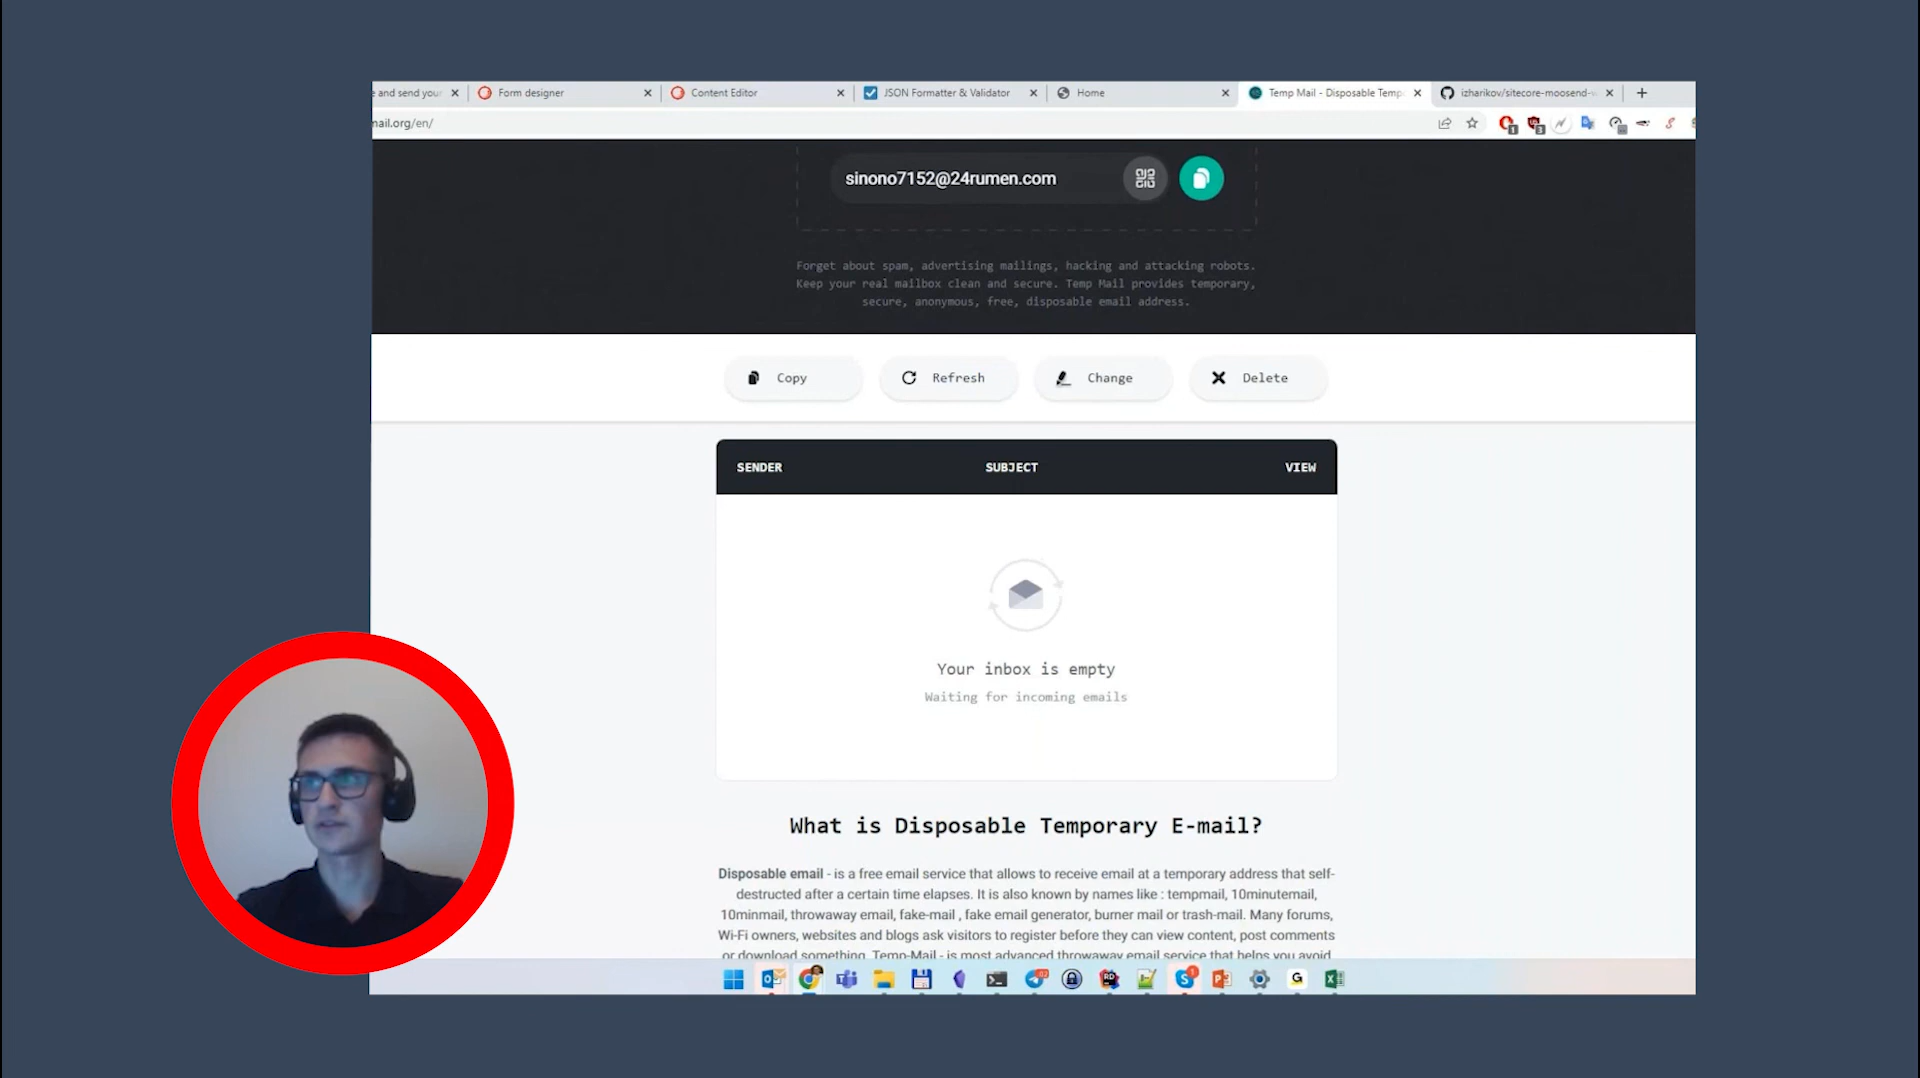 e and send your
Form designer
Content Editor
JSON Formatter & Validator
Home
Temp Mail - Disposable Temp
izharikov/sitecore-moosend-w
mail.org/en/
sinono7152@24rumen.com
Forget about spam, advertising mailings, hacking and attacking robots.
Keep your real mailbox clean and secure. Temp Mail provides temporary,
secure, anonymous, free, disposable email address.
Copy
Refresh
Change
Delete
SENDER
SUBJECT
VIEW
Your inbox is empty
Waiting for incoming emails
What is Disposable Temporary E-mail?
Disposable email - is a free email service that allows to receive email at a temporary address that self-
destructed after a certain time elapses. It is also known by names like : tempmail, 10minutemail,
10minmail, throwaway email, fake-mail , fake email generator, burner mail or trash-mail. Many forums,
Wi-Fi owners, websites and blogs ask visitors to register before they can view content, post comments
or download something. Temp-Mail - is most advanced throwaway email service that helps you avoid